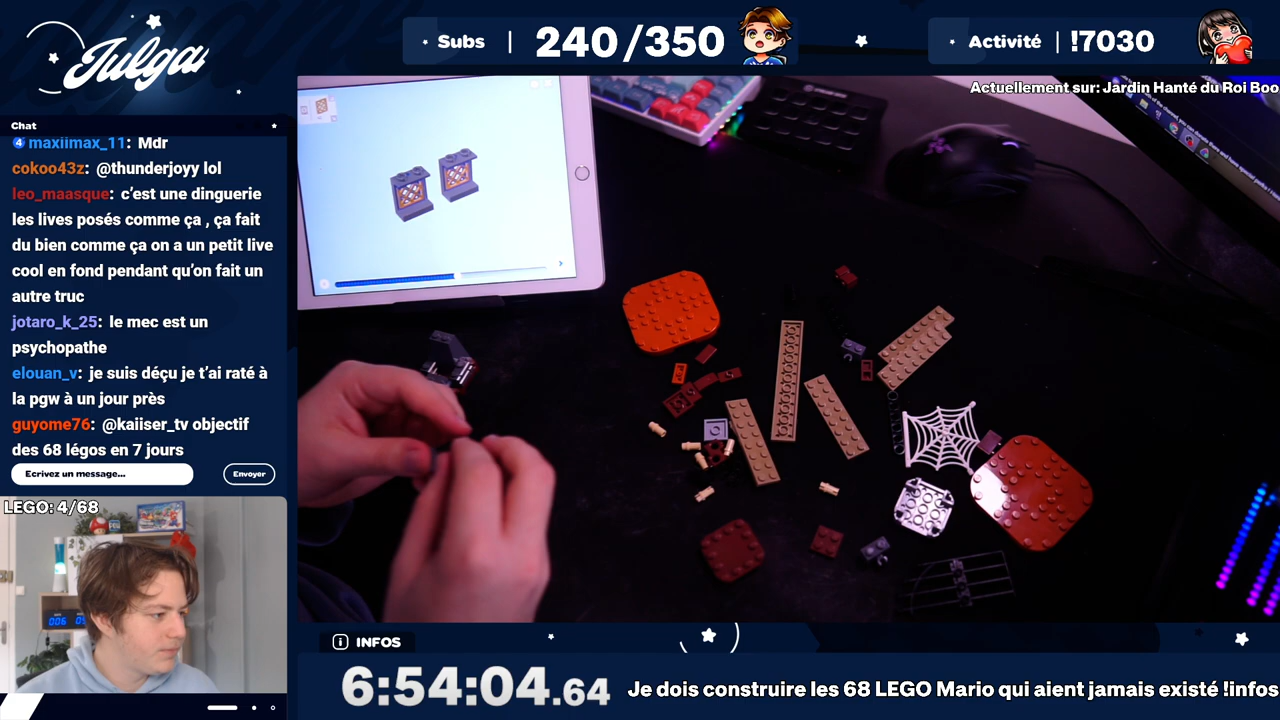 Julga
Subs | 240/350
Activité | !7030
Actuellement sur: Jardin Hanté du Roi Boo
Chat
4 maxiimax_11: Mdr
cokoo43z: @thunderjoyy lol
leo_maasque: c’est une dinguerie
les lives posés comme ça , ça fait
du bien comme ça on a un petit live
cool en fond pendant qu’on fait un
autre truc
jotaro_k_25: le mec est un
psychopathe
elouan_v: je suis déçu je t’ai raté à
la pgw à un jour près
guyome76: @kaiiser_tv objectif
des 68 légos en 7 jours
Ecrivez un message...
Envoyer
LEGO: 4/68
INFOS
6:54:04.64
Je dois construire les 68 LEGO Mario qui aient jamais existé !infos